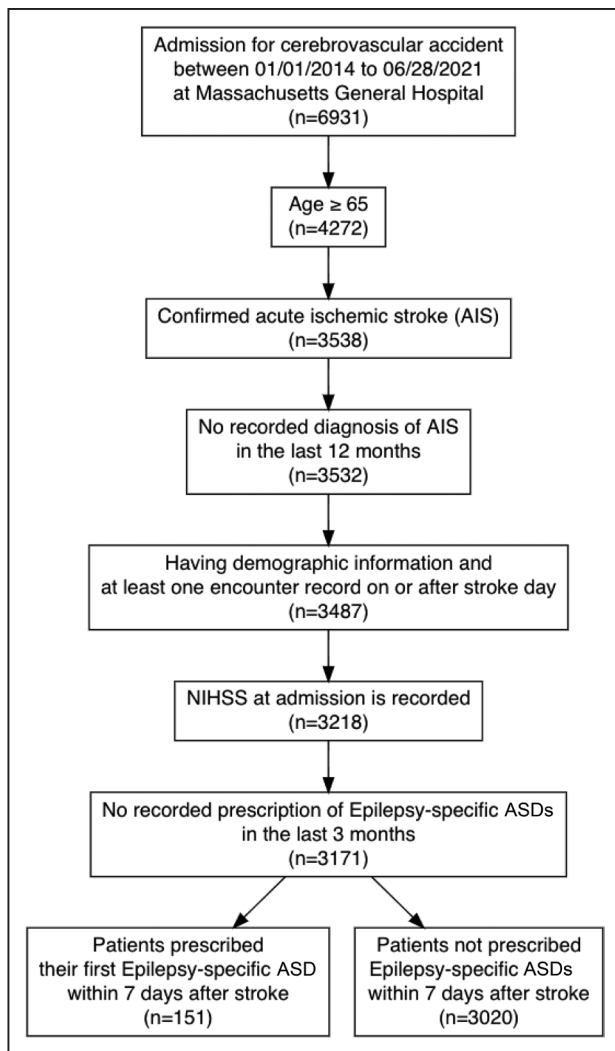 Admission for cerebrovascular accident
between 01/01/2014 to 06/28/2021
at Massachusetts General Hospital
(n=6931)
Age ≥ 65
(n=4272)
Confirmed acute ischemic stroke (AIS)
(n=3538)
No recorded diagnosis of AIS
in the last 12 months
(n=3532)
Having demographic information and
at least one encounter record on or after stroke day
(n=3487)
NIHSS at admission is recorded
(n=3218)
No recorded prescription of Epilepsy-specific ASDs
in the last 3 months
(n=3171)
Patients prescribed
their first Epilepsy-specific ASD
within 7 days after stroke
(n=151)
Patients not prescribed
Epilepsy-specific ASDs
within 7 days after stroke
(n=3020)